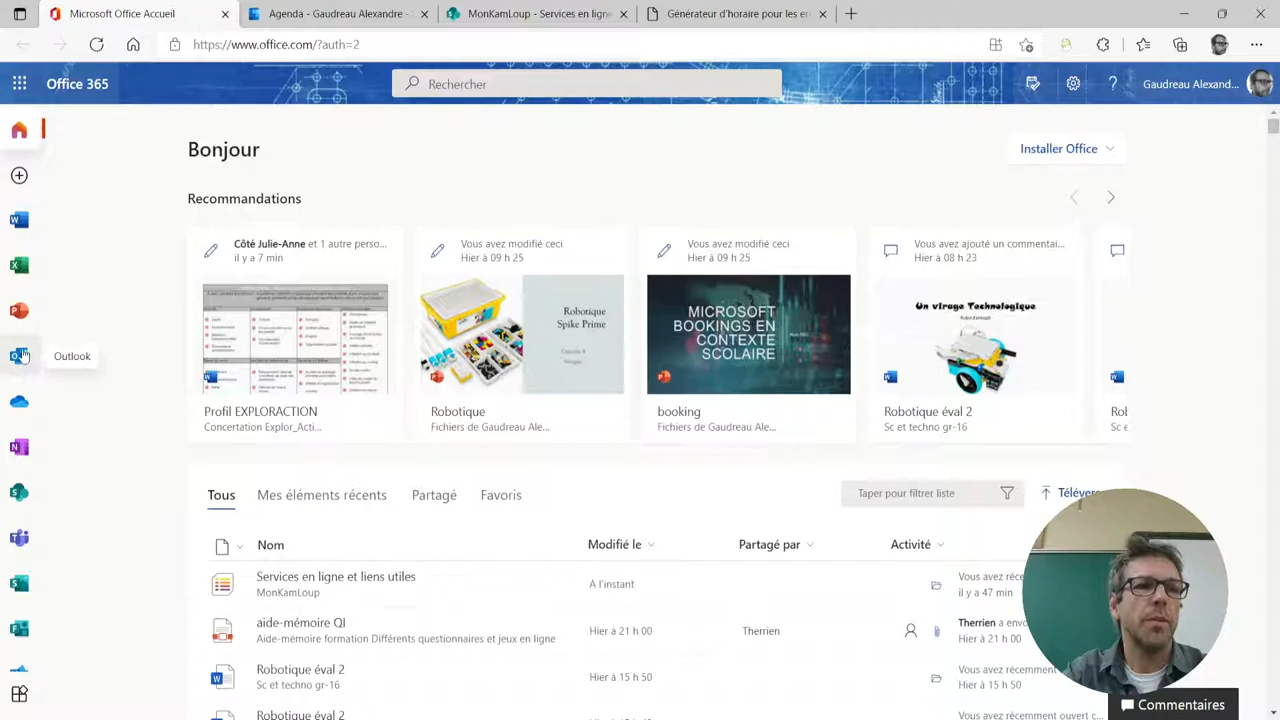 Microsoft Office Accueil
Agenda - Gaudreau Alexandre -
MonKamLoup - Services en ligne
Générateur d'horaire pour les en
https://www.office.com/?auth=2
Office 365
Rechercher
Gaudreau Alexand...
Bonjour
Installer Office
Recommandations
Côté Julie-Anne et 1 autre perso...
il y a 7 min
Vous avez modifié ceci
Hier à 09 h 25
Vous avez modifié ceci
Hier à 09 h 25
Vous avez ajouté un commentai...
Hier à 08 h 23
Robotique
Spike Prime
MICROSOFT
BOOKINGS EN
CONTEXTE
SCOLAIRE
Un virage Technologique
Outlook
Profil EXPLORACTION
Concertation Explor_Acti...
Robotique
Fichiers de Gaudreau Ale...
booking
Fichiers de Gaudreau Ale...
Robotique éval 2
Sc et techno gr-16
Rob
Sc e
Tous
Mes éléments récents
Partagé
Favoris
Taper pour filtrer liste
Télévers
Nom
Modifié le
Partagé par
Activité
Services en ligne et liens utiles
MonKamLoup
A l'instant
Vous avez réce
il y a 47 min
aide-mémoire QI
Aide-mémoire formation Différents questionnaires et jeux en ligne
Hier à 21 h 00
Therrien
Therrien a envo
Hier à 21 h 00
Robotique éval 2
Sc et techno gr-16
Hier à 15 h 50
Vous avez récemment
Hier à 15 h 50
Robotique éval 2
Vous avez récemment ouvert c...
Commentaires